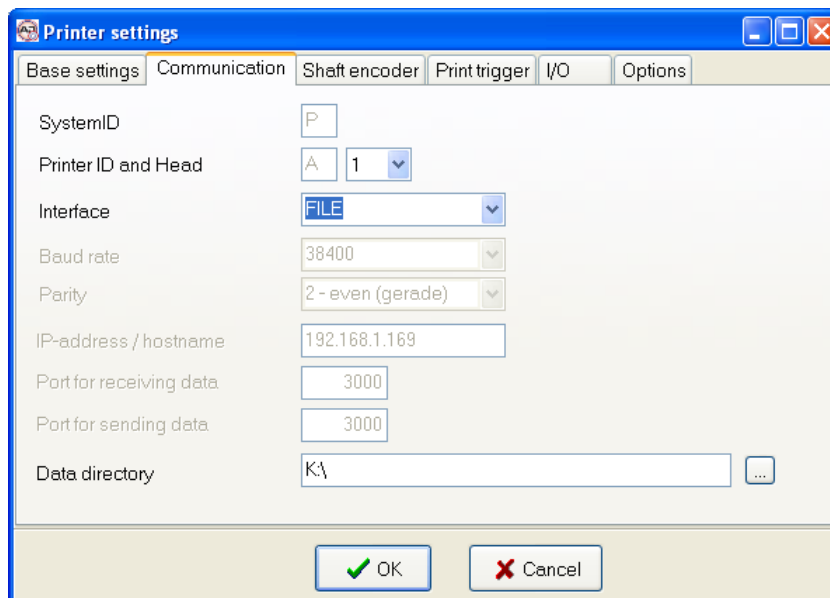 Printer settings
Base settings Communication Shaft encoder Print trigger I/O Options
SystemID P
Printer ID and Head A 1
Interface FILE
Baud rate 38400
Parity 2 - even (gerade)
IP-address / hostname 192.168.1.169
Port for receiving data 3000
Port for sending data 3000
Data directory K:\ ...
OK Cancel